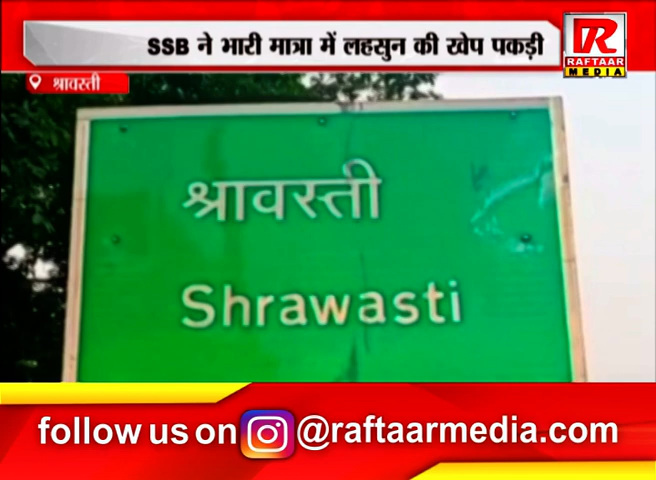 SSB ने भारी मात्रा में लहसुन की खेप पकड़ी
R
RAFTAAR
MEDIA
श्रावस्ती
श्रावस्ती
Shrawasti
follow us on @raftaarmedia.com